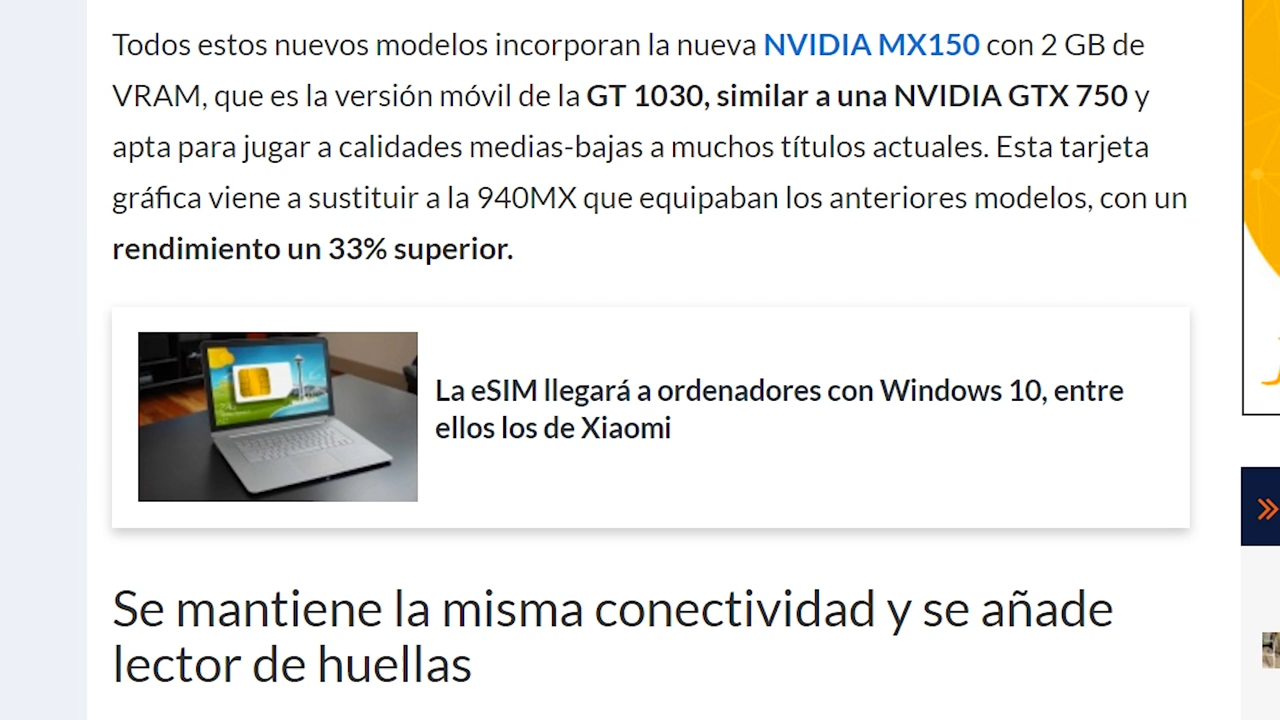 Todos estos nuevos modelos incorporan la nueva NVIDIA MX150 con 2 GB de
VRAM, que es la versión móvil de la GT 1030, similar a una NVIDIA GTX 750 y
apta para jugar a calidades medias-bajas a muchos títulos actuales. Esta tarjeta
gráfica viene a sustituir a la 940MX que equipaban los anteriores modelos, con un
rendimiento un 33% superior.
La eSIM llegará a ordenadores con Windows 10, entre
ellos los de Xiaomi
Se mantiene la misma conectividad y se añade
lector de huellas